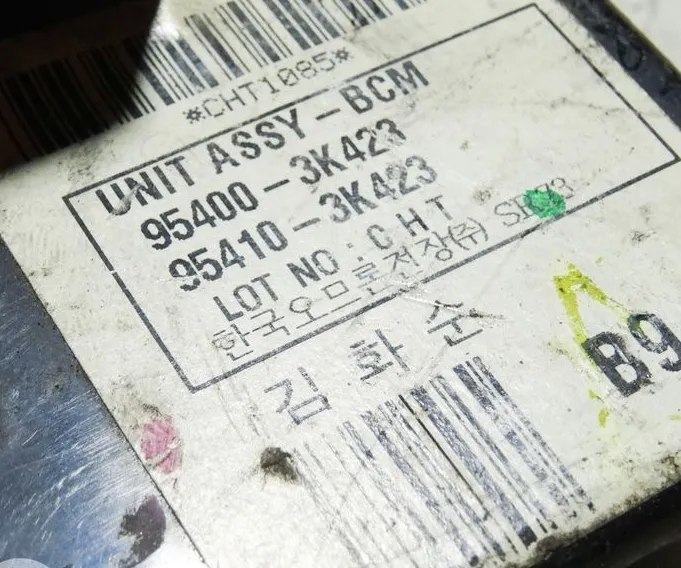 *CHT1085*
UNIT ASSY-BCM
95400-3K423
95410-3K423
LOT NO: CHT
한국오므론전장(주)
김화순
B9